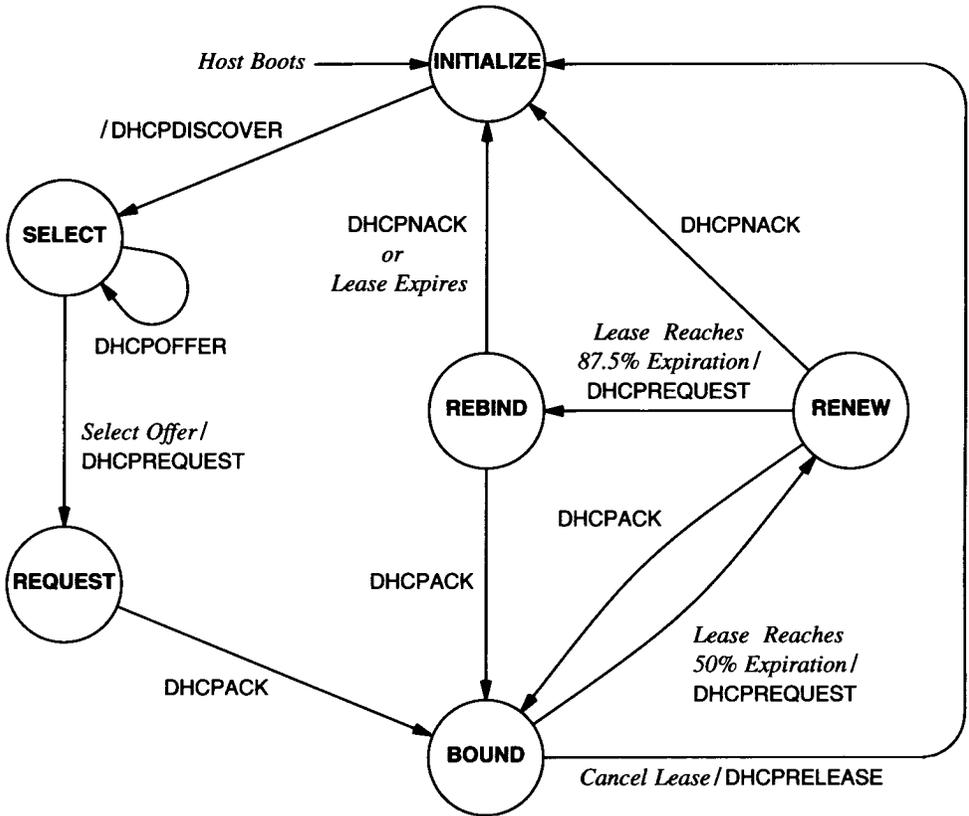 Host Boots
INITIALIZE
/DHCPDISCOVER
SELECT
DHCPNACK
or
Lease Expires
DHCPNACK
DHCPOFFER
Lease Reaches
87.5% Expiration/
DHCPREQUEST
REBIND
RENEW
Select Offer/
DHCPREQUEST
DHCPACK
REQUEST
DHCPACK
Lease Reaches
50% Expiration/
DHCPREQUEST
DHCPACK
BOUND
Cancel Lease/DHCPRELEASE